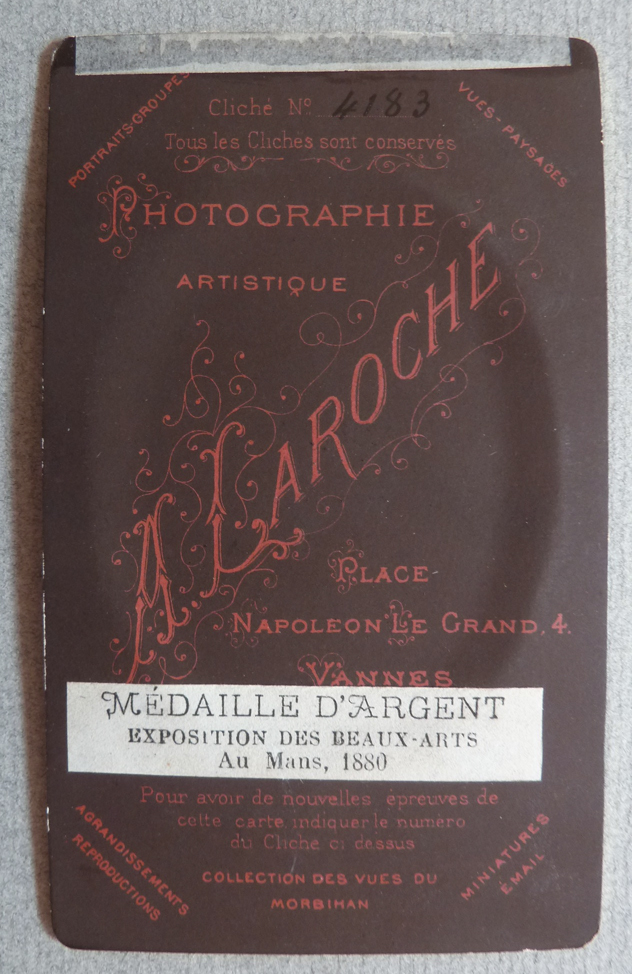 Cliché Nº 4183
Tous les Clichés sont conservés
PORTRAITS-GROUPES
VUES-PAYSAGES
PHOTOGRAPHIE
ARTISTIQUE
A. LAROCHE
PLACE
NAPOLEON LE GRAND, 4.
VANNES
MÉDAILLE D'ARGENT
EXPOSITION DES BEAUX-ARTS
Au Mans, 1880
Pour avoir de nouvelles épreuves de
cette carte indiquer le numéro
du Cliché ci dessus
AGRANDISSEMENTS
REPRODUCTIONS
MINIATURES
ÉMAIL
COLLECTION DES VUES DU
MORBIHAN